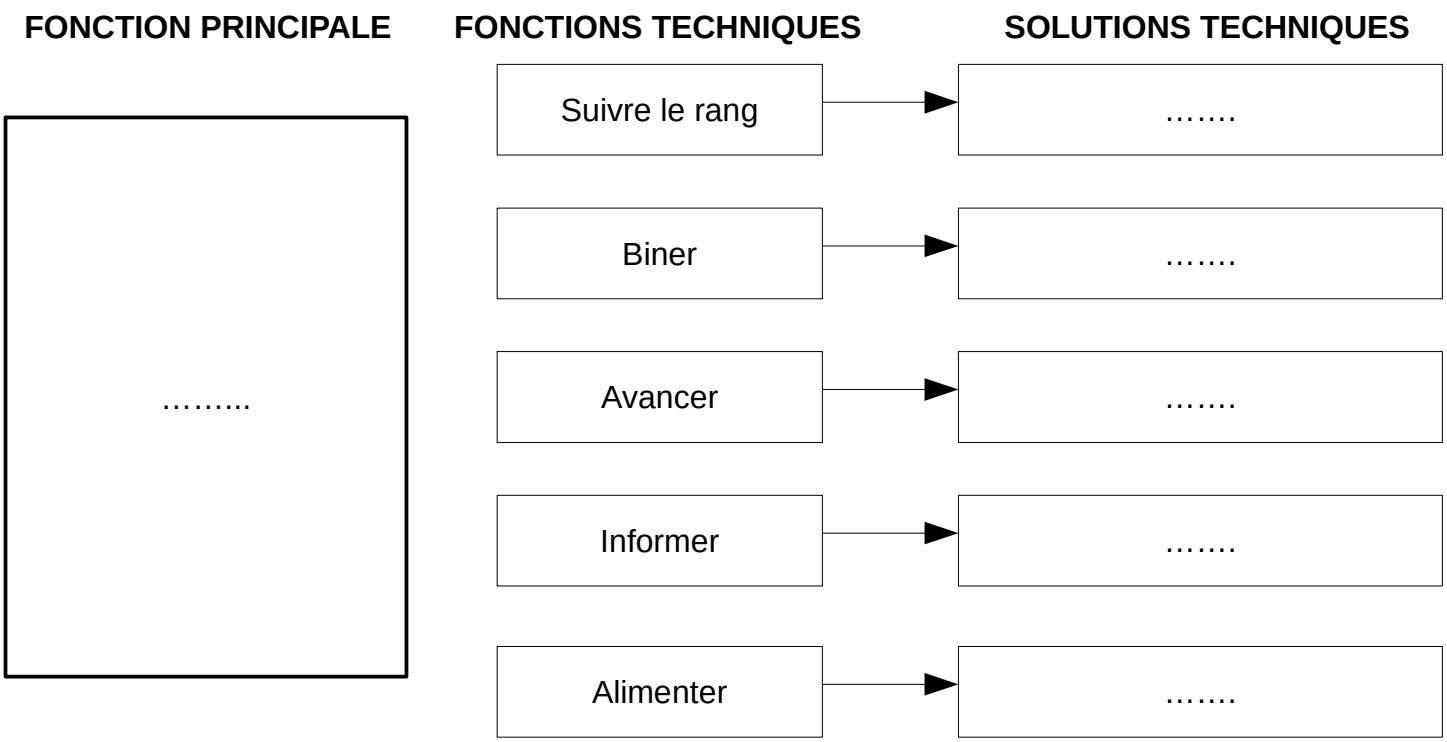 FONCTION PRINCIPALE FONCTIONS TECHNIQUES SOLUTIONS TECHNIQUES
Suivre le rang …….
Biner …….
Avancer …….
……...
Informer …….
Alimenter …….